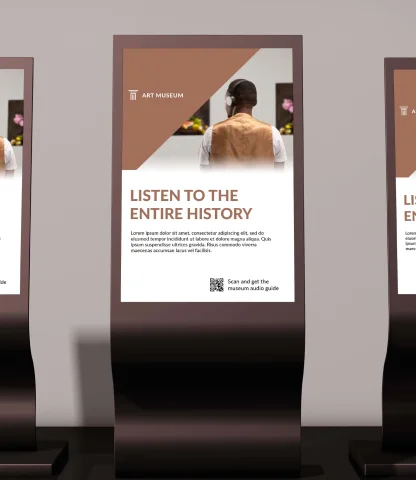 ART MUSEUM
LISTEN TO THE
ENTIRE HISTORY
Lorem ipsum dolor sit amet, consectetur adipiscing elit, sed do
eiusmod tempor incididunt ut labore et dolore magna aliqua. Quis
ipsum suspendisse ultrices gravida. Risus commodo viverra
maecenas accumsan lacus vel facilisis.
Scan and get the
museum audio guide